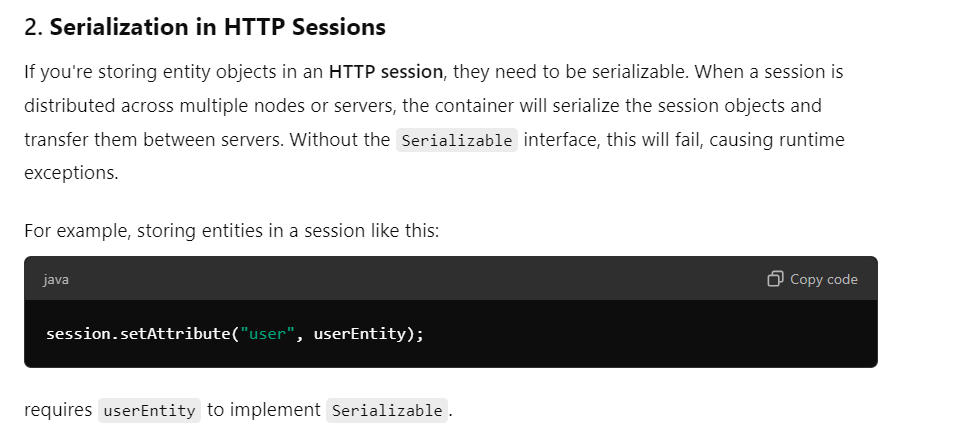 2. Serialization in HTTP Sessions
If you're storing entity objects in an HTTP session, they need to be serializable. When a session is
distributed across multiple nodes or servers, the container will serialize the session objects and
transfer them between servers. Without the Serializable interface, this will fail, causing runtime
exceptions.
For example, storing entities in a session like this:
java
Copy code
session.setAttribute("user", userEntity);
requires userEntity to implement Serializable.